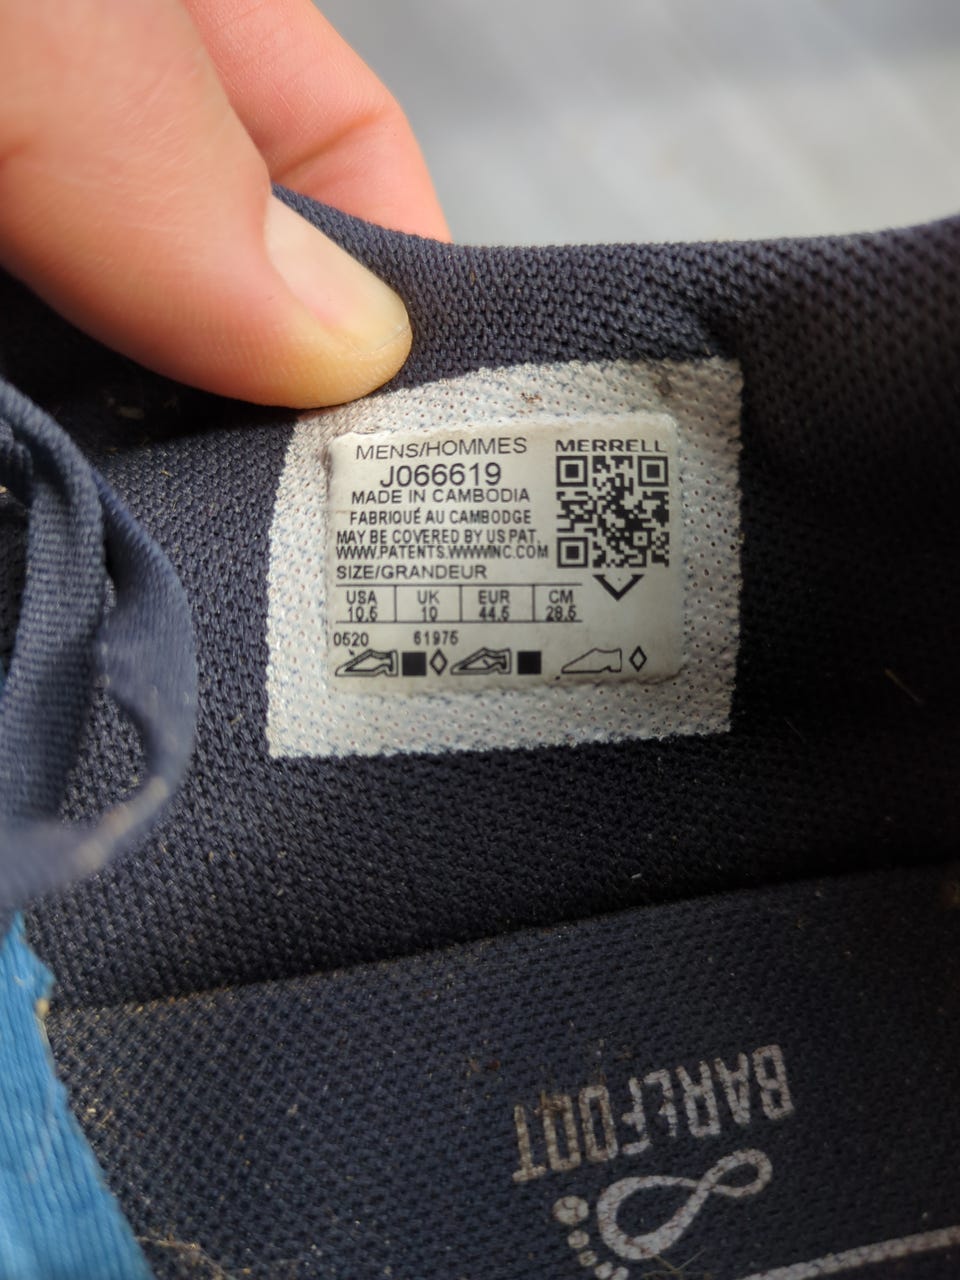 MENS/HOMMES
J066619
MADE IN CAMBODIA
FABRIQUÉ AU CAMBODGE
MAY BE COVERED BY US PAT.
WWW.PATENTS.WWWINC.COM
SIZE/GRANDEUR
USA UK EUR CM
10.5 10 44.5 28.5
0520 61975
MERRELL
BAREFOOT